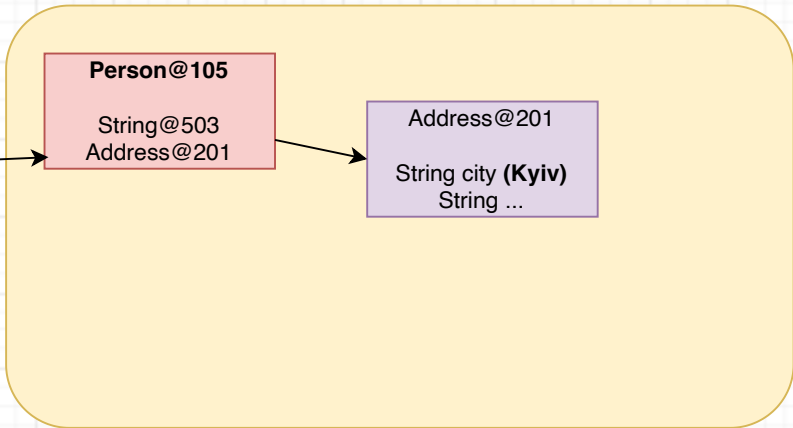 Person@105
String@503
Address@201
Address@201
String city (Kyiv)
String ...